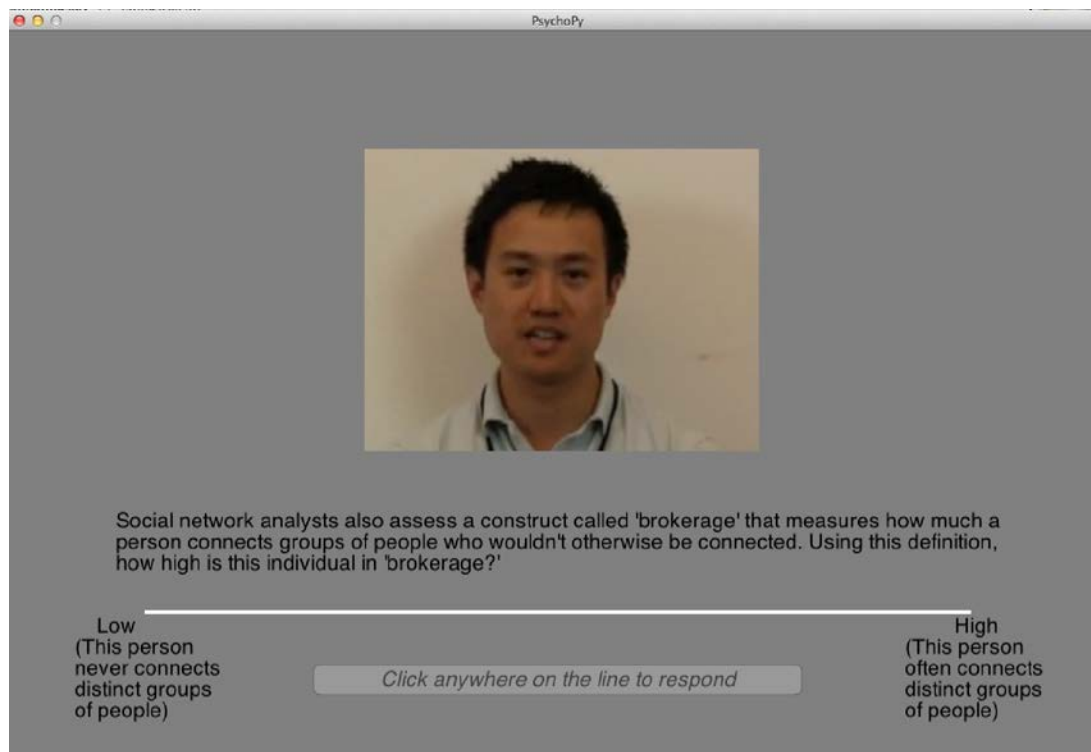 PsychoPy
Social network analysts also assess a construct called 'brokerage' that measures how much a
person connects groups of people who wouldn't otherwise be connected. Using this definition,
how high is this individual in 'brokerage?'
Low
(This person
never connects
distinct groups
of people)
Click anywhere on the line to respond
High
(This person
often connects
distinct groups
of people)